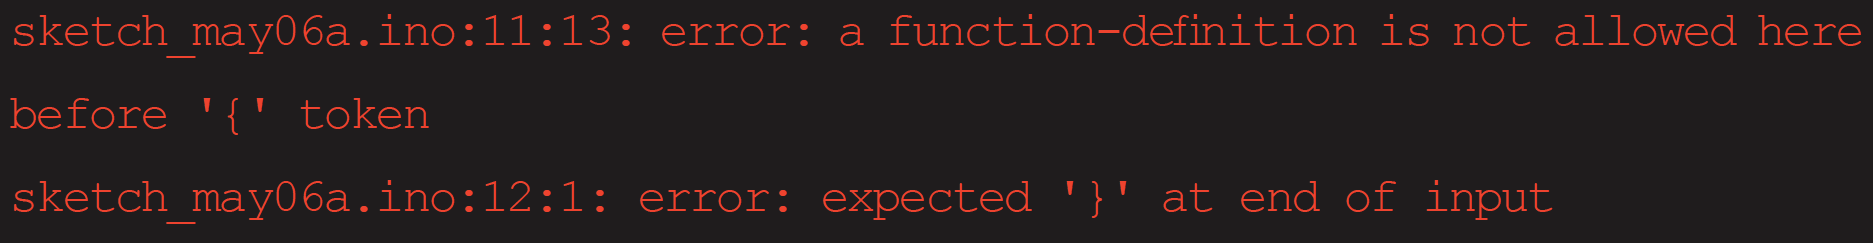 sketch_may06a.ino:11:13: error: a function-definition is not allowed here
before '{' token
sketch_may06a.ino:12:1: error: expected '}' at end of input